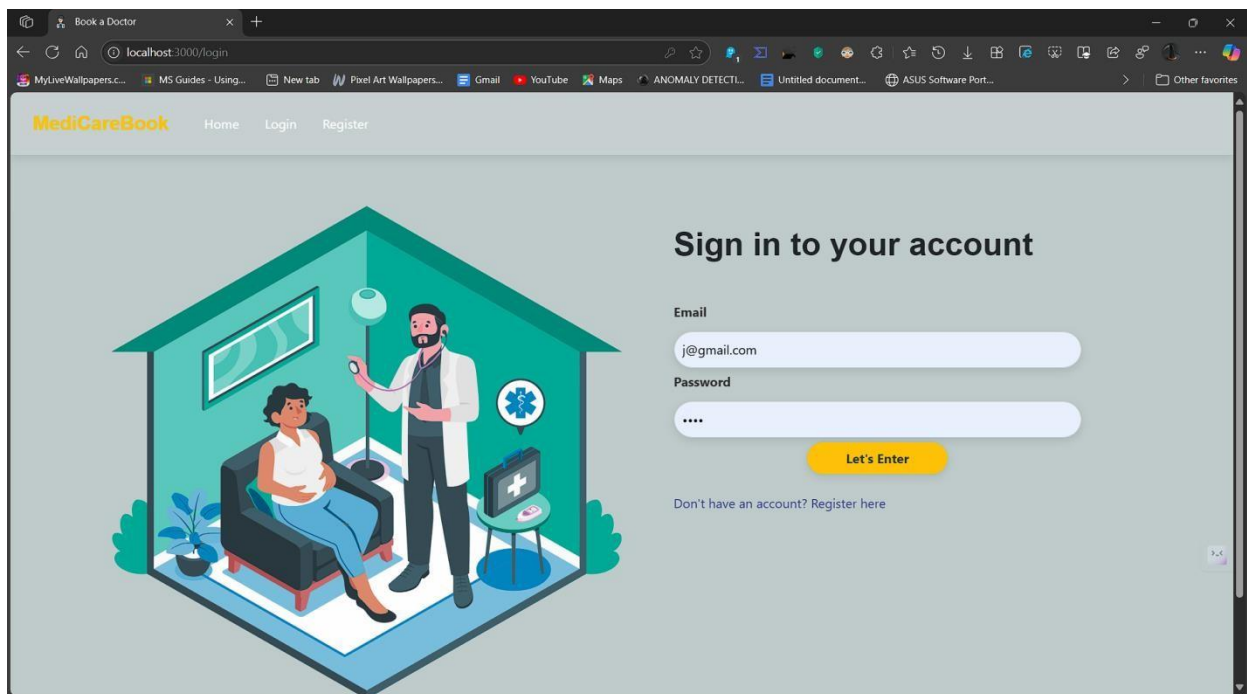 Book a Doctor
localhost:3000/login
MyLiveWallpapers.c... MS Guides - Using... New tab Pixel Art Wallpapers... Gmail YouTube Maps ANOMALY DETECTI... Untitled document... ASUS Software Port... Other favorites
MediCareBook Home Login Register
Sign in to your account
Email
j@gmail.com
Password
••••
Let's Enter
Don't have an account? Register here